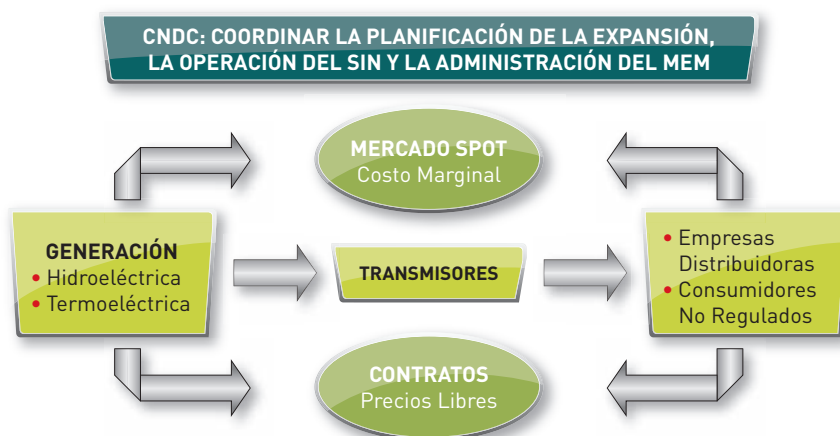 CNDC: COORDINAR LA PLANIFICACIÓN DE LA EXPANSIÓN,
LA OPERACIÓN DEL SIN Y LA ADMINISTRACIÓN DEL MEM
MERCADO SPOT
Costo Marginal
GENERACIÓN
• Hidroeléctrica
• Termoeléctrica
TRANSMISORES
• Empresas
Distribuidoras
• Consumidores
No Regulados
CONTRATOS
Precios Libres